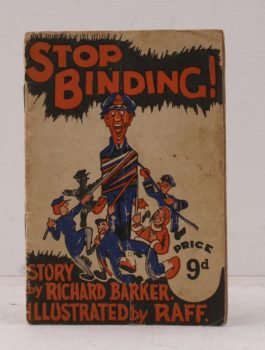 STOP
BINDING!
PRICE
9d
STORY
by RICHARD BARKER.
ILLUSTRATED by RAFF.